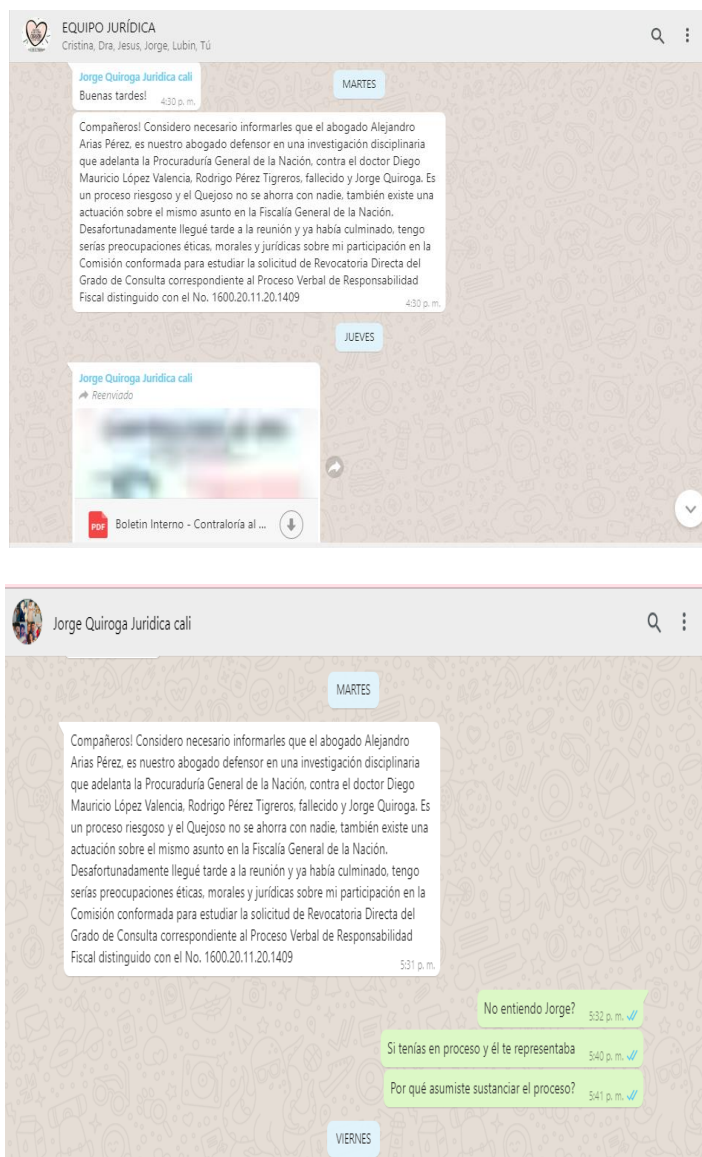 EQUIPO JURÍDICA
Cristina, Dra, Jesus, Jorge, Lubin, Tú
Jorge Quiroga Juridica cali
Buenas tardes!
4:30 p. m.
MARTES
Compañeros! Considero necesario informarles que el abogado Alejandro
Arias Pérez, es nuestro abogado defensor en una investigación disciplinaria
que adelanta la Procuraduría General de la Nación, contra el doctor Diego
Mauricio López Valencia, Rodrigo Pérez Tigreros, fallecido y Jorge Quiroga. Es
un proceso riesgoso y el Quejoso no se ahorra con nadie, también existe una
actuación sobre el mismo asunto en la Fiscalía General de la Nación.
Desafortunadamente llegué tarde a la reunión y ya había culminado, tengo
serías preocupaciones éticas, morales y jurídicas sobre mi participación en la
Comisión conformada para estudiar la solicitud de Revocatoria Directa del
Grado de Consulta correspondiente al Proceso Verbal de Responsabilidad
Fiscal distinguido con el No. 1600.20.11.20.1409
4:30 p. m.
JUEVES
Jorge Quiroga Juridica cali
Reenviado
PDF Boletin Interno - Contraloría al ...
Jorge Quiroga Juridica cali
MARTES
Compañeros! Considero necesario informarles que el abogado Alejandro
Arias Pérez, es nuestro abogado defensor en una investigación disciplinaria
que adelanta la Procuraduría General de la Nación, contra el doctor Diego
Mauricio López Valencia, Rodrigo Pérez Tigreros, fallecido y Jorge Quiroga. Es
un proceso riesgoso y el Quejoso no se ahorra con nadie, también existe una
actuación sobre el mismo asunto en la Fiscalía General de la Nación.
Desafortunadamente llegué tarde a la reunión y ya había culminado, tengo
serías preocupaciones éticas, morales y jurídicas sobre mi participación en la
Comisión conformada para estudiar la solicitud de Revocatoria Directa del
Grado de Consulta correspondiente al Proceso Verbal de Responsabilidad
Fiscal distinguido con el No. 1600.20.11.20.1409
5:31 p. m.
No entiendo Jorge? 5:32 p. m.
Si tenías en proceso y él te representaba 5:40 p. m.
Por qué asumiste sustanciar el proceso? 5:41 p. m.
VIERNES